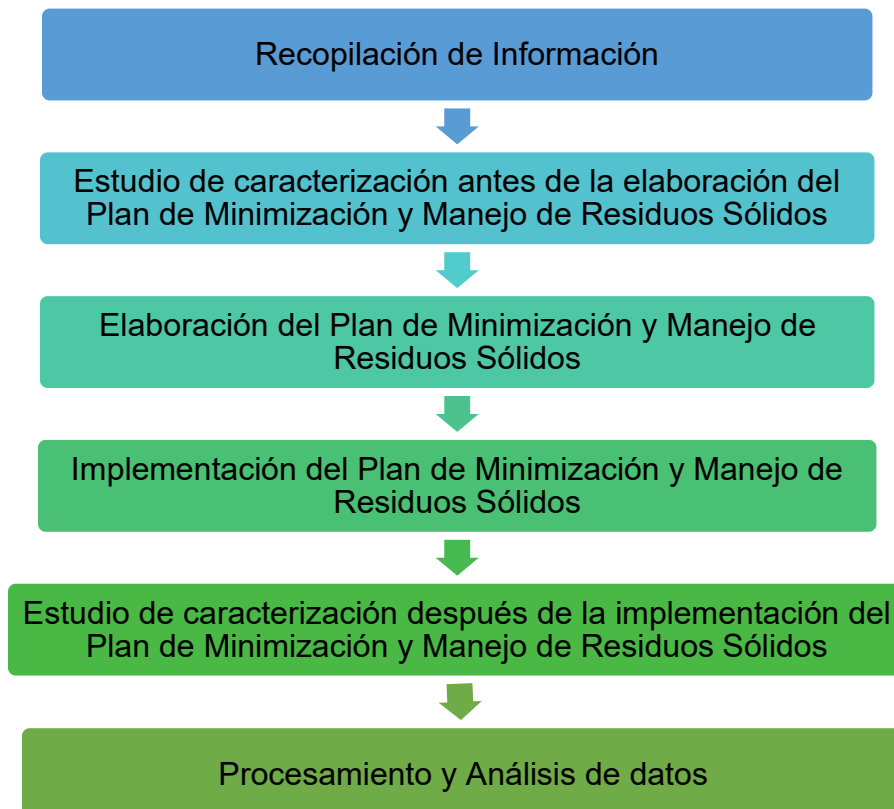 Recopilación de Información
Estudio de caracterización antes de la elaboración del
Plan de Minimización y Manejo de Residuos Sólidos
Elaboración del Plan de Minimización y Manejo de
Residuos Sólidos
Implementación del Plan de Minimización y Manejo de
Residuos Sólidos
Estudio de caracterización después de la implementación del
Plan de Minimización y Manejo de Residuos Sólidos
Procesamiento y Análisis de datos